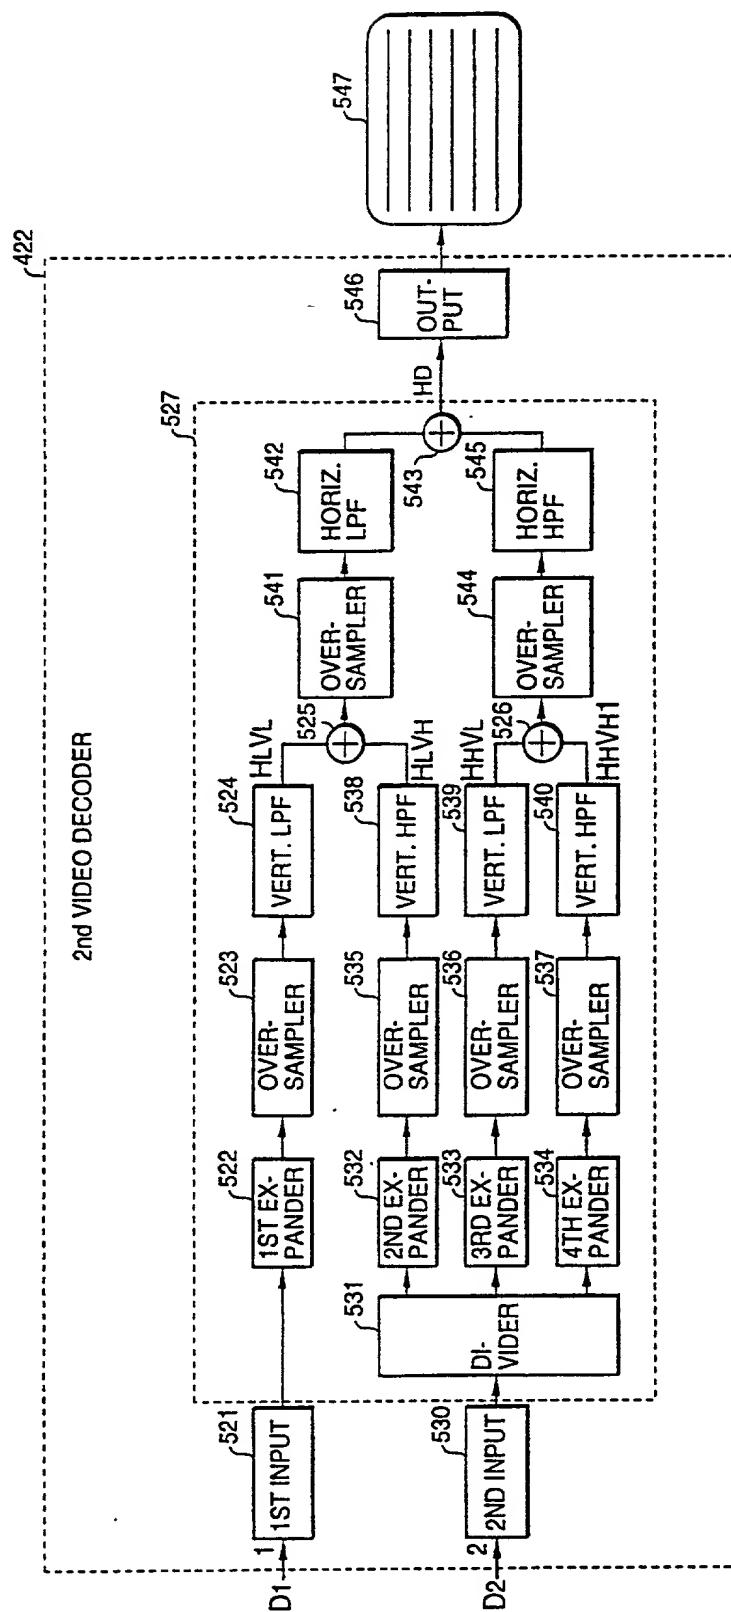 2nd VIDEO DECODER
422
527
D1
1
521
1ST INPUT
522
1ST EX-
PANDER
523
OVER-
SAMPLER
524
VERT. LPF
HLVL
525
541
OVER-
SAMPLER
542
HORIZ.
LPF
D2
2
530
2ND INPUT
531
DI-
VIDER
532
2ND EX-
PANDER
535
OVER-
SAMPLER
538
VERT. HPF
HLVH
533
3RD EX-
PANDER
536
OVER-
SAMPLER
539
VERT. LPF
HHVL
526
534
4TH EX-
PANDER
537
OVER-
SAMPLER
540
VERT. HPF
HHVH1
544
OVER-
SAMPLER
545
HORIZ.
HPF
543
HD
546
OUT-
PUT
547